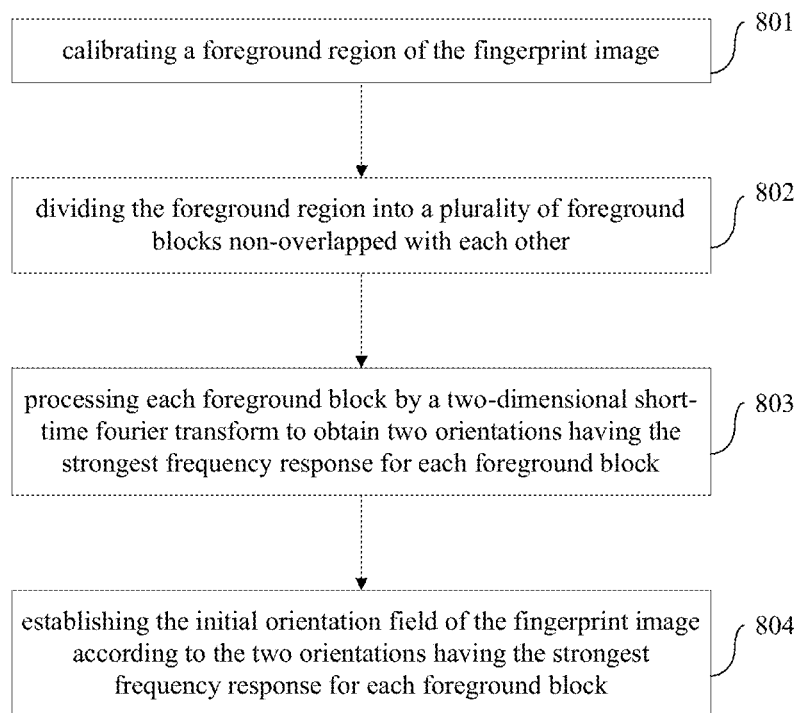 calibrating a foreground region of the fingerprint image
801
dividing the foreground region into a plurality of foreground
blocks non-overlapped with each other
802
processing each foreground block by a two-dimensional short-
time fourier transform to obtain two orientations having the
strongest frequency response for each foreground block
803
establishing the initial orientation field of the fingerprint image
according to the two orientations having the strongest
frequency response for each foreground block
804